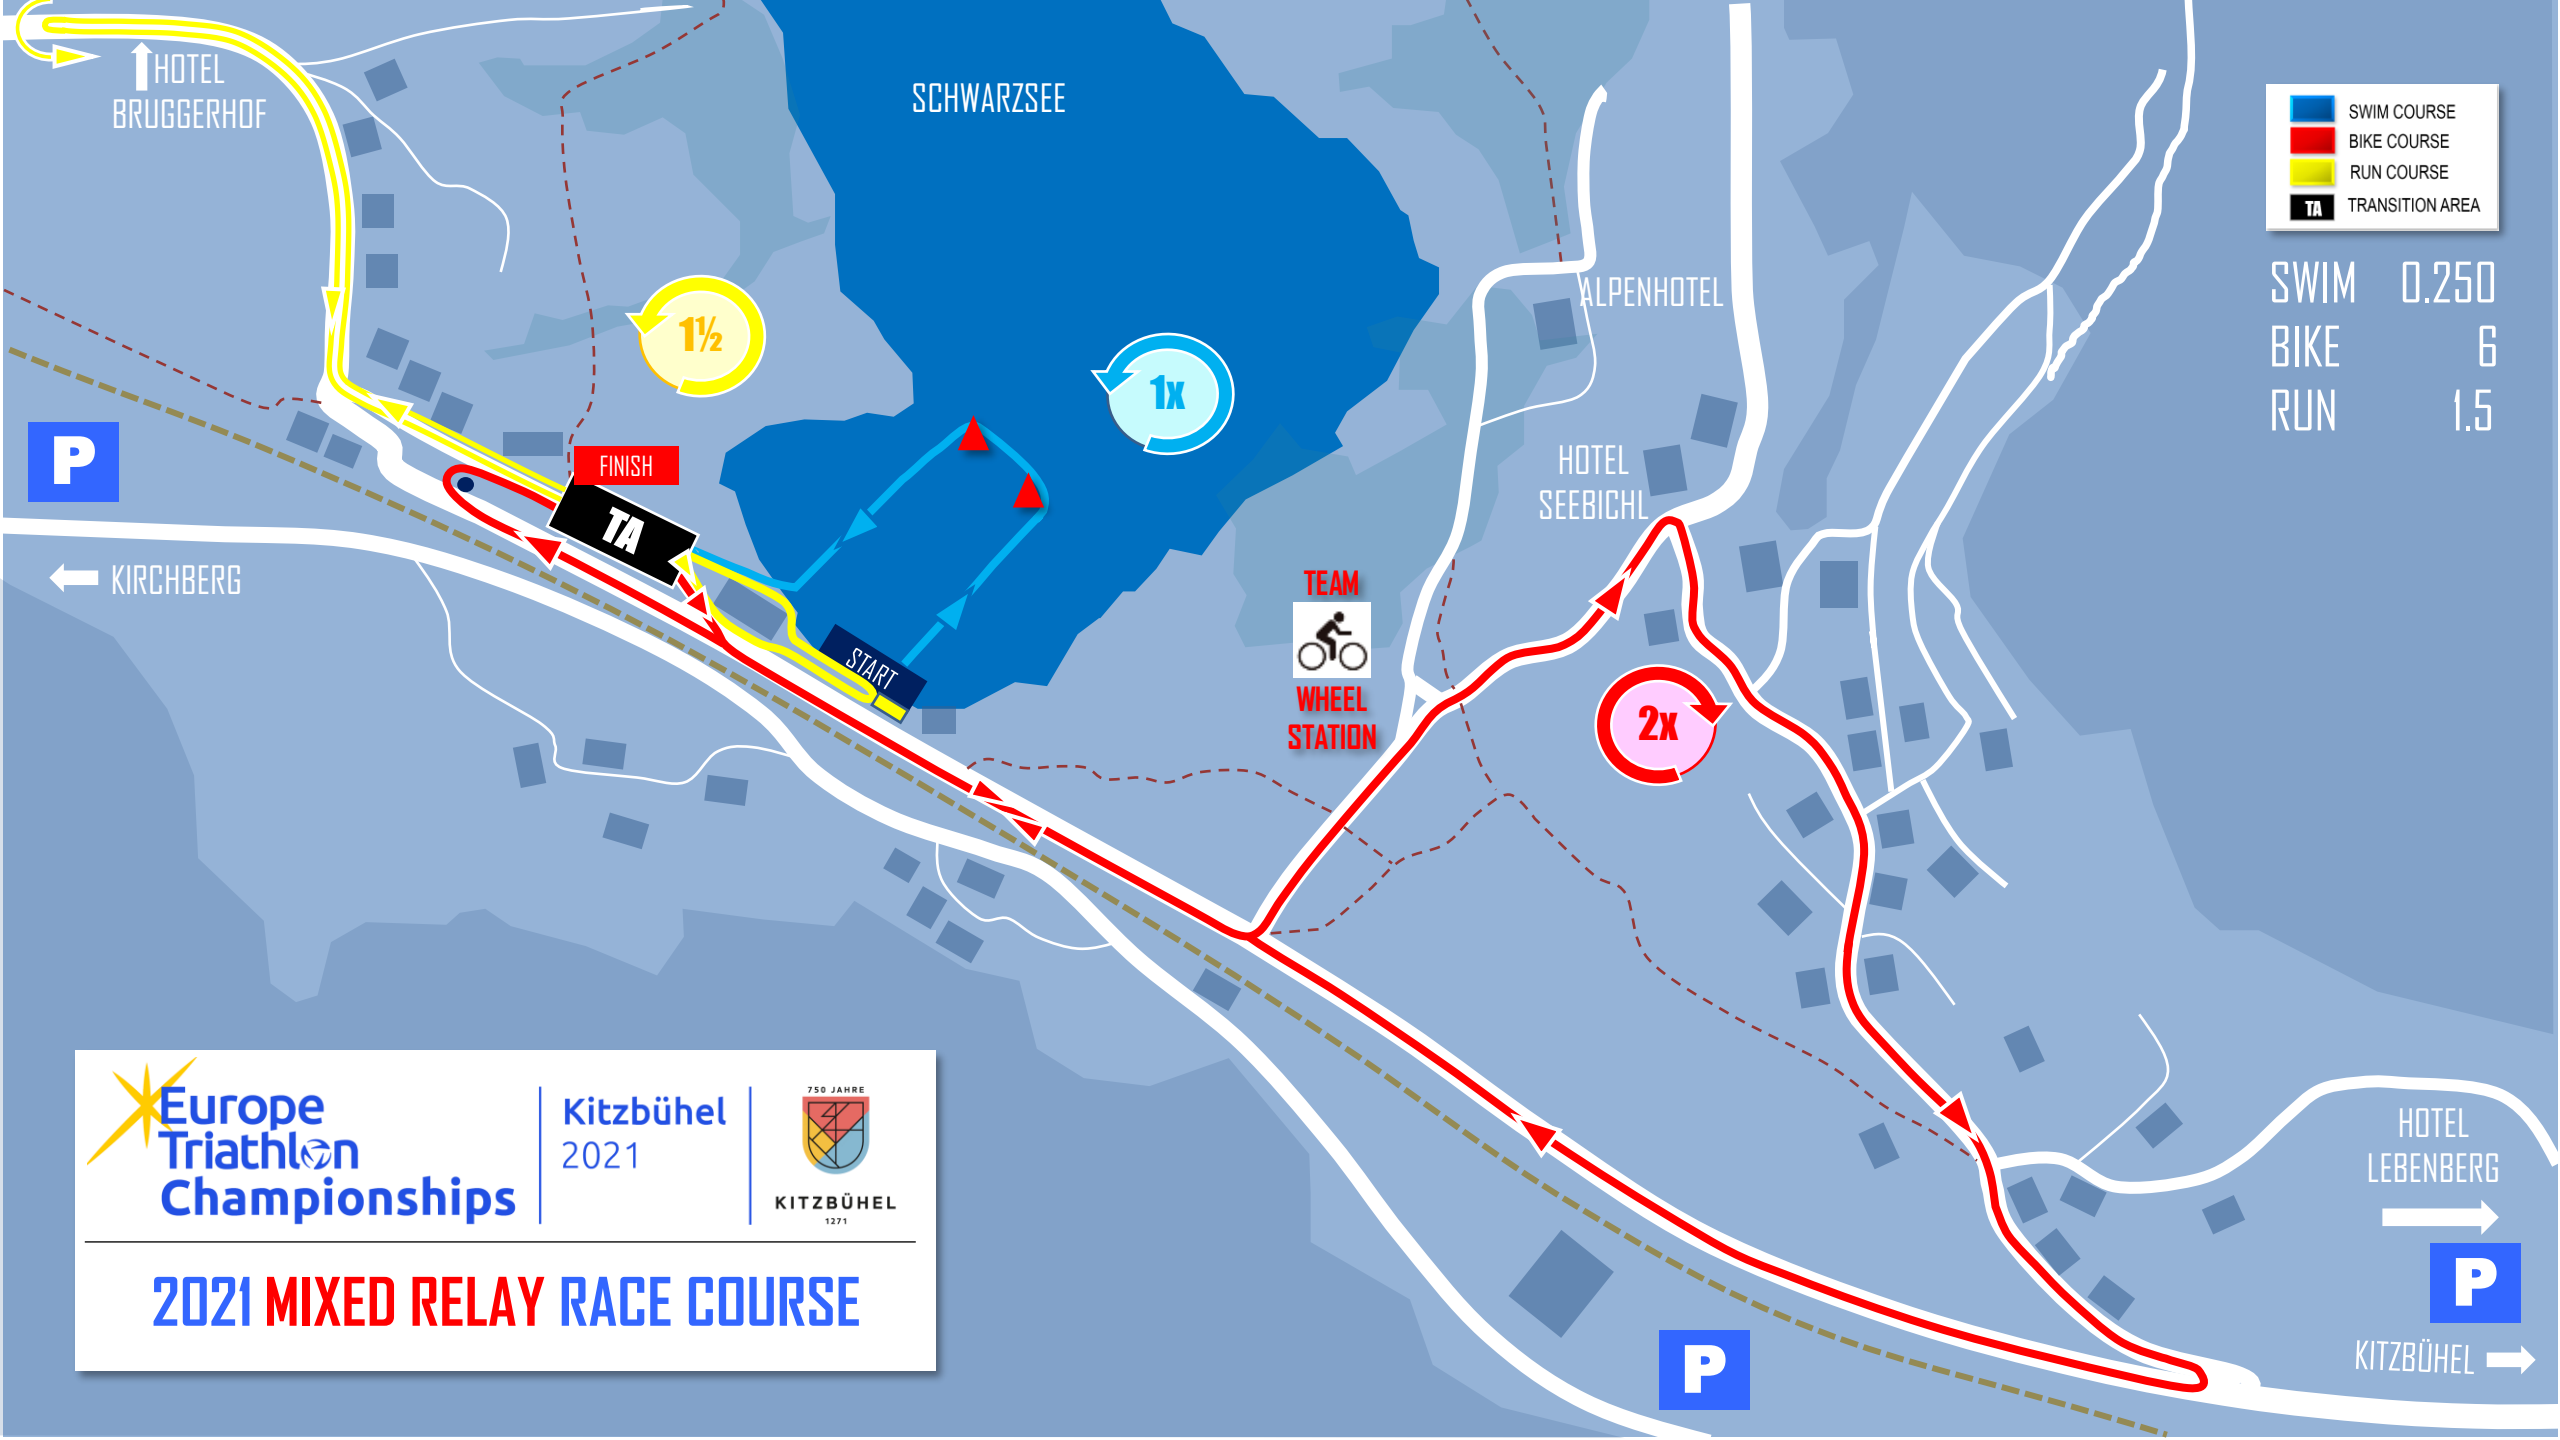 HOTEL
BRUGGERHOF
SCHWARZSEE
SWIM COURSE
BIKE COURSE
RUN COURSE
TA TRANSITION AREA
SWIM 0.250
BIKE 6
RUN 1.5
ALPENHOTEL
1½
1x
P
FINISH
TA
HOTEL
SEEBICHL
KIRCHBERG
TEAM
WHEEL
STATION
START
2x
Europe
Triathlon
Championships
Kitzbühel
2021
750 JAHRE
KITZBÜHEL
1271
2021 MIXED RELAY RACE COURSE
HOTEL
LEBENBERG
P
P
KITZBÜHEL